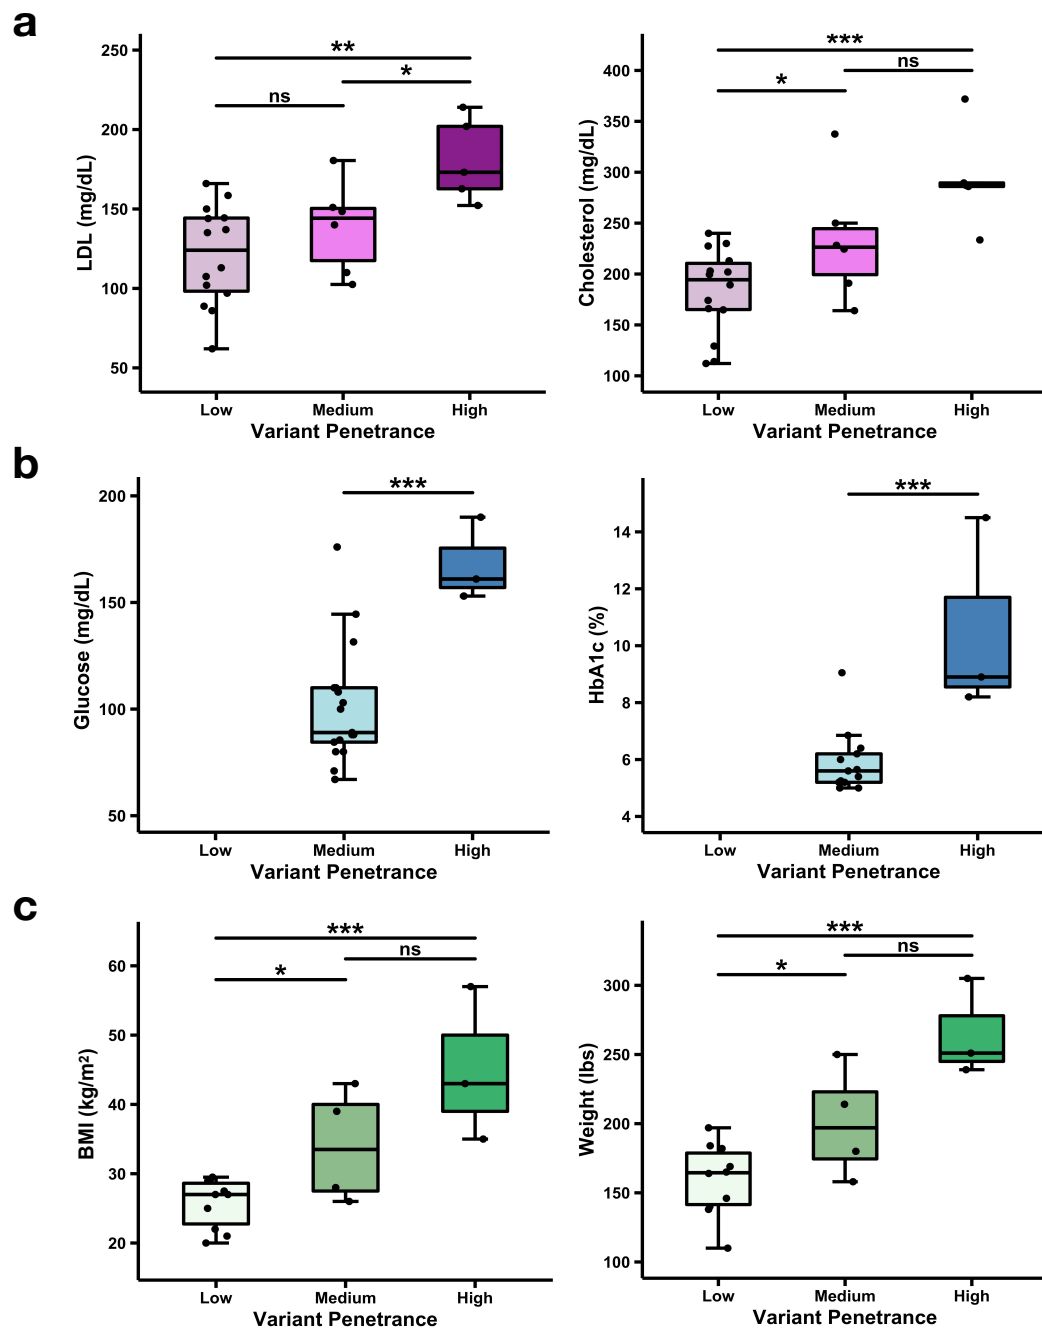 a
250
200
150
100
50
LDL (mg/dL)
**
*
ns
Low
Medium
High
Variant Penetrance
400
350
300
250
200
150
100
Cholesterol (mg/dL)
***
ns
*
Low
Medium
High
Variant Penetrance
b
200
150
100
50
Glucose (mg/dL)
***
Low
Medium
High
Variant Penetrance
14
12
10
8
6
4
HbA1c (%)
***
Low
Medium
High
Variant Penetrance
c
60
50
40
30
20
BMI (kg/m²)
***
ns
*
Low
Medium
High
Variant Penetrance
300
250
200
150
100
Weight (lbs)
***
ns
*
Low
Medium
High
Variant Penetrance